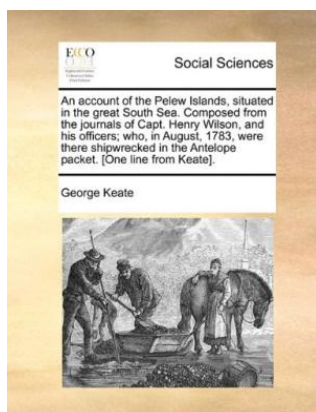 ECCO
Social Sciences
An account of the Pelew Islands, situated
in the great South Sea. Composed from
the journals of Capt. Henry Wilson, and
his officers; who, in August, 1783, were
there shipwrecked in the Antelope
packet. [One line from Keate].
George Keate